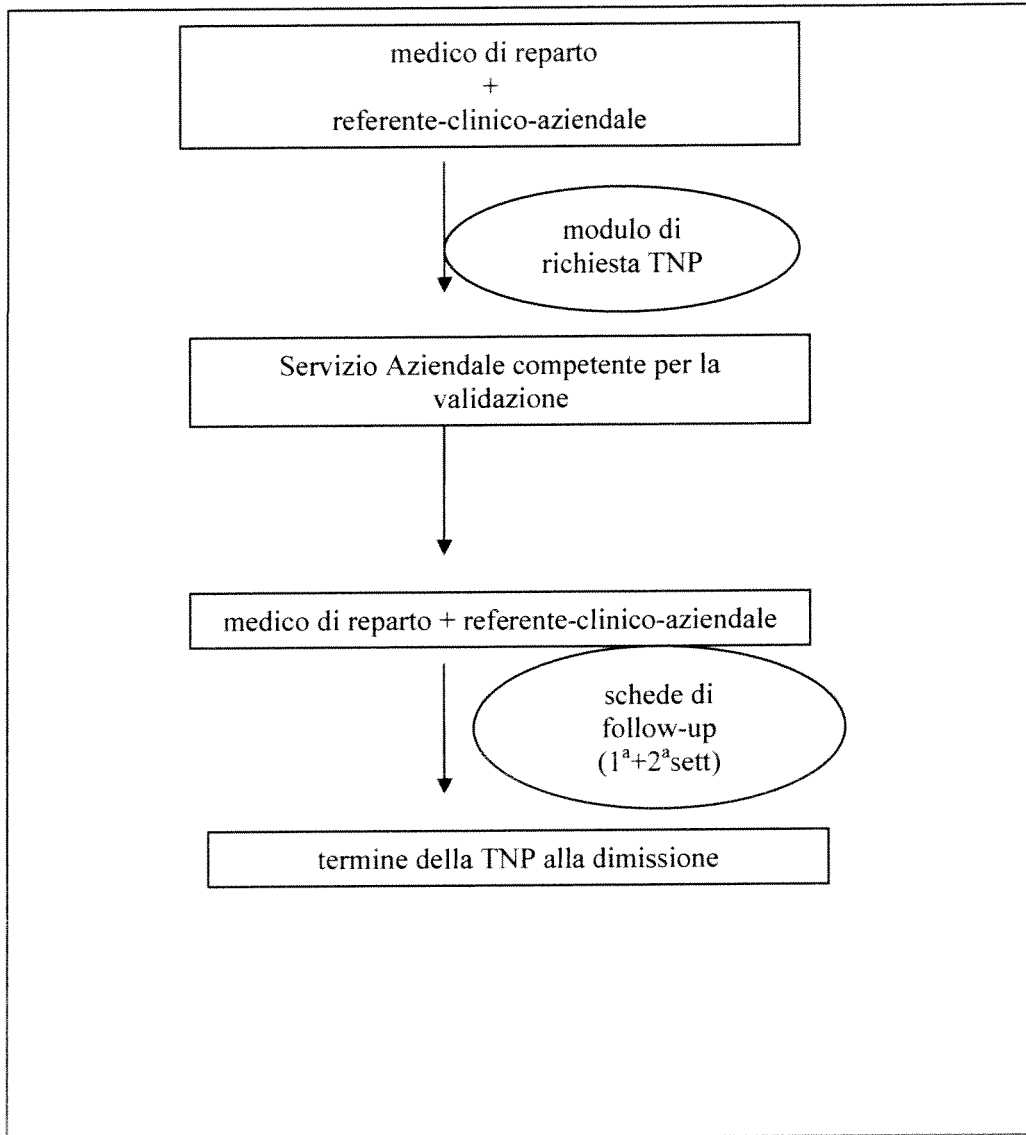 medico di reparto
+
referente-clinico-aziendale
modulo di
richiesta TNP
Servizio Aziendale competente per la
validazione
medico di reparto + referente-clinico-aziendale
schede di
follow-up
(1ª+2ªsett)
termine della TNP alla dimissione